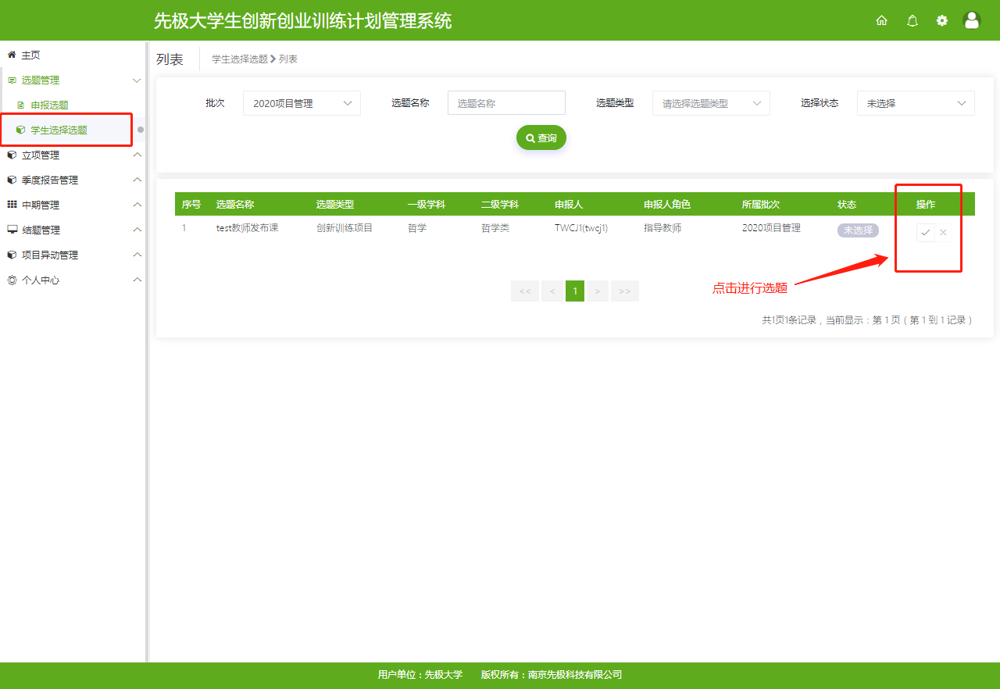 先极大学生创新创业训练计划管理系统
主页
选题管理
申报选题
学生选择选题
立项管理
季度报告管理
中期管理
结题管理
项目异动管理
个人中心
列表 学生选择选题 列表
批次 2020项目管理 选题名称 选题名称 选题类型 请选择选题类型 选择状态 未选择
查询
序号 选题名称 选题类型 一级学科 二级学科 申报人 申报人角色 所属批次 状态 操作
1 test教师发布课 创新训练项目 哲学 哲学类 TWCJ1(twcj1) 指导教师 2020项目管理 未选择
<< < 1 > >>
点击进行选题
共1页1条记录，当前显示：第 1 页（ 第 1 到 1 记录 ）
用户单位：先极大学 版权所有：南京先极科技有限公司